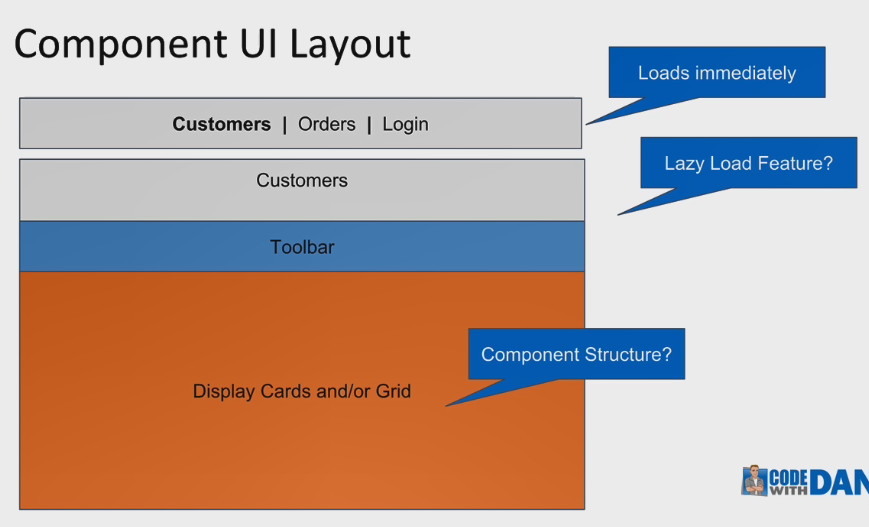 Component UI Layout
Loads immediately
Customers | Orders | Login
Lazy Load Feature?
Customers
Toolbar
Component Structure?
Display Cards and/or Grid
CODE
WITH DAN